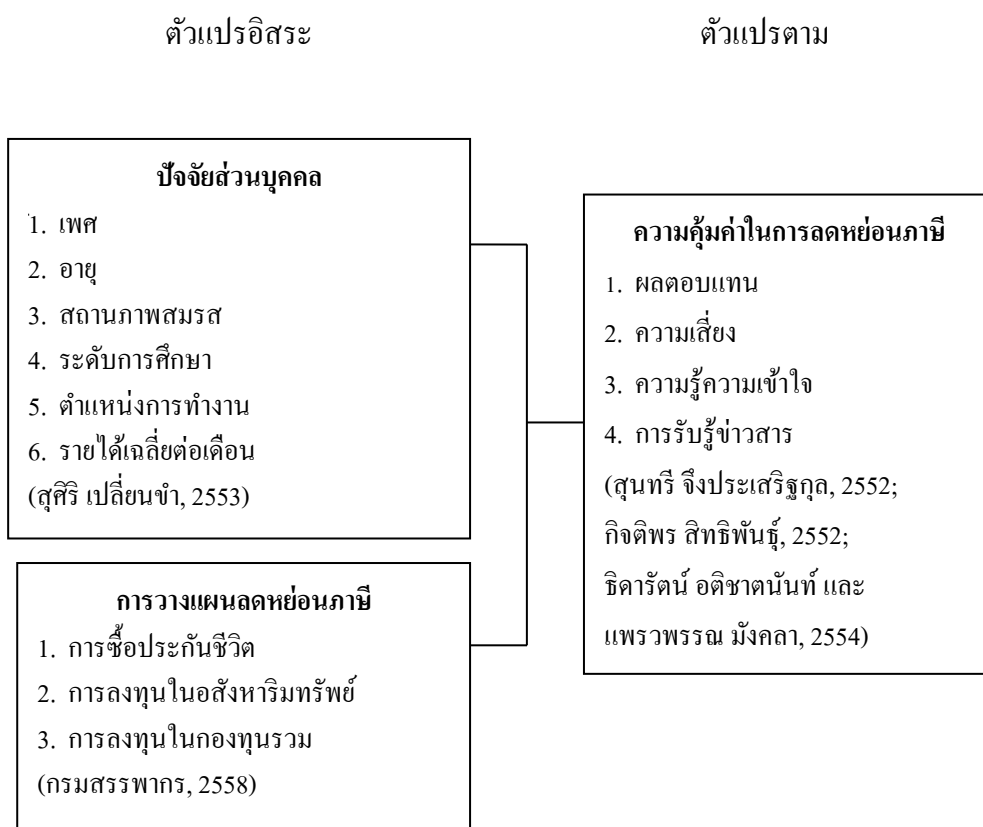 ตัวแปรอิสระ
ตัวแปรตาม
ปัจจัยส่วนบุคคล
1. เพศ
2. อายุ
3. สถานภาพสมรส
4. ระดับการศึกษา
5. ตำแหน่งการทำงาน
6. รายได้เฉลี่ยต่อเดือน
(สุศิริ เปลี่ยนขำ, 2553)
การวางแผนลดหย่อนภาษี
1. การซื้อประกันชีวิต
2. การลงทุนในอสังหาริมทรัพย์
3. การลงทุนในกองทุนรวม
(กรมสรรพากร, 2558)
ความคุ้มค่าในการลดหย่อนภาษี
1. ผลตอบแทน
2. ความเสี่ยง
3. ความรู้ความเข้าใจ
4. การรับรู้ข่าวสาร
(สุนทรี จึงประเสริฐกุล, 2552;
กิจติพร สิทธิพันธุ์, 2552;
ธิดารัตน์ อติชาตนันท์ และ
แพรวพรรณ มังคลา, 2554)